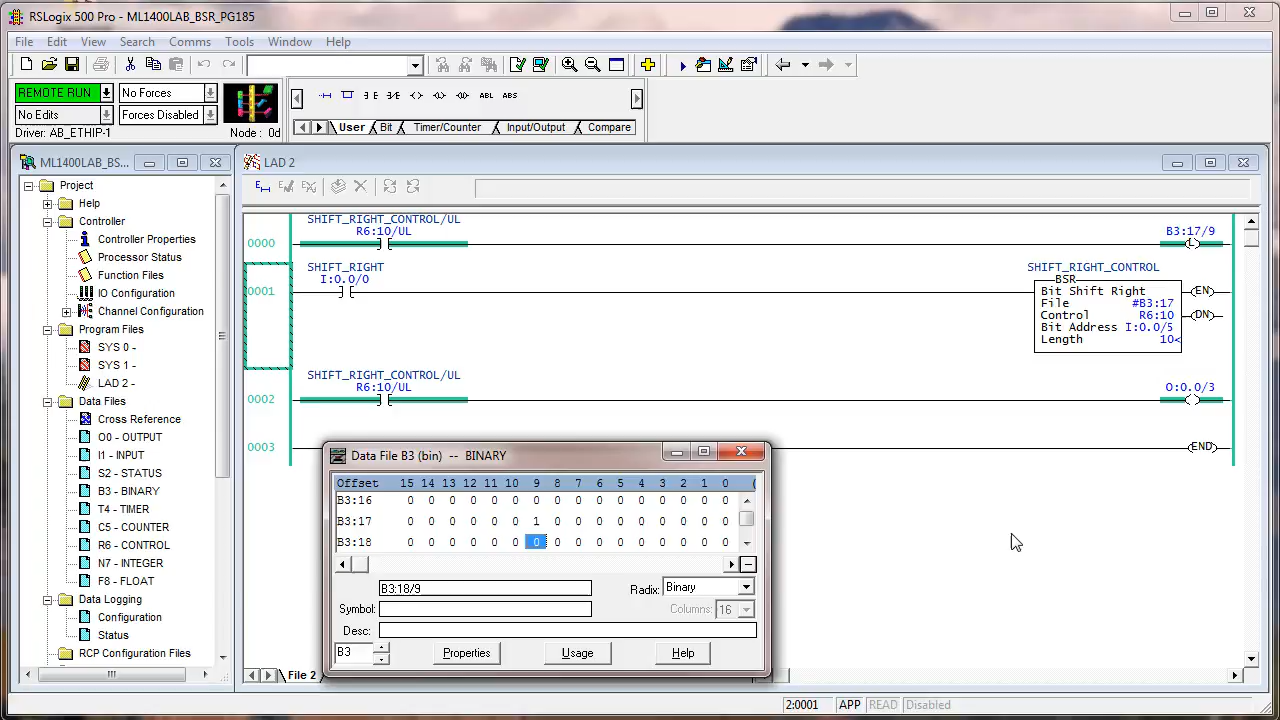 RSLogix 500 Pro - ML1400LAB_BSR_PG185
File Edit View Search Comms Tools Window Help
REMOTE RUN No Forces
No Edits Forces Disabled
Driver: AB_ETHIP-1 Node : 0d
ABL ABS
User Bit Timer/Counter Input/Output Compare
ML1400LAB_BS...
Project
Help
Controller
Controller Properties
Processor Status
Function Files
IO Configuration
Channel Configuration
Program Files
SYS 0 -
SYS 1 -
LAD 2 -
Data Files
Cross Reference
O0 - OUTPUT
I1 - INPUT
S2 - STATUS
B3 - BINARY
T4 - TIMER
C5 - COUNTER
R6 - CONTROL
N7 - INTEGER
F8 - FLOAT
Data Logging
Configuration
Status
RCP Configuration Files
LAD 2
SHIFT_RIGHT_CONTROL/UL
R6:10/UL B3:17/9
0000 L
SHIFT_RIGHT SHIFT_RIGHT_CONTROL
I:0.0/0 BSR
0001 Bit Shift Right EN
File #B3:17
Control R6:10 DN
Bit Address I:0.0/5
Length 10<
SHIFT_RIGHT_CONTROL/UL
R6:10/UL O:0.0/3
0002
0003 END
Data File B3 (bin) -- BINARY
Offset 15 14 13 12 11 10 9 8 7 6 5 4 3 2 1 0 (
B3:16 0 0 0 0 0 0 0 0 0 0 0 0 0 0 0 0
B3:17 0 0 0 0 0 0 1 0 0 0 0 0 0 0 0 0
B3:18 0 0 0 0 0 0 0 0 0 0 0 0 0 0 0 0
B3:18/9 Radix: Binary
Symbol: Columns: 16
Desc:
B3 Properties Usage Help
File 2
2:0001 APP READ Disabled